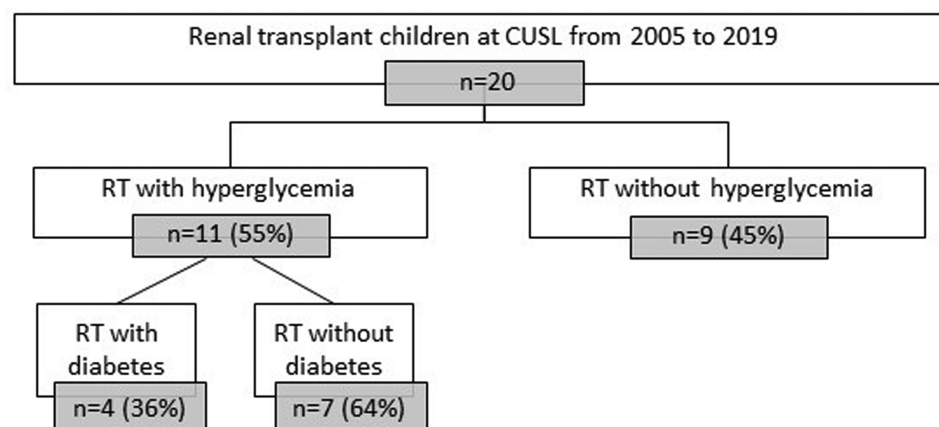 Renal transplant children at CUSL from 2005 to 2019
n=20
RT with hyperglycemia
n=11 (55%)
RT without hyperglycemia
n=9 (45%)
RT with
diabetes
n=4 (36%)
RT without
diabetes
n=7 (64%)